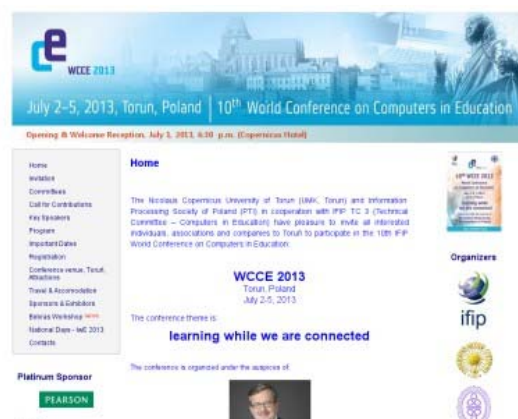 WCCE 2013
July 2-5, 2013, Torun, Poland | 10th World Conference on Computers in Education
Opening & Welcome Reception, July 1, 2013, 6:30 p.m. (Copernicus Hotel)
Home
Invitation
Committees
Call for Contributions
Key Speakers
Program
Important Dates
Registration
Conference venue, Toruń, Attractions
Travel & Accomodation
Sponsors & Exhibitors
Bebras Workshop
National Days - IwE 2013
Contacts
Platinum Sponsor
PEARSON
Home
The Nicolaus Copernicus University of Torun (UMK, Torun) and Information
Processing Society of Poland (PTI) in cooperation with IFIP TC 3 (Technical
Committee – Computers in Education) have pleasure to invite all interested
individuals, associations and companies to Toruń to participate in the 10th IFIP
World Conference on Computers in Education:
WCCE 2013
Torun, Poland
July 2-5, 2013
The conference theme is:
learning while we are connected
The conference is organized under the auspices of:
Organizers
ifip